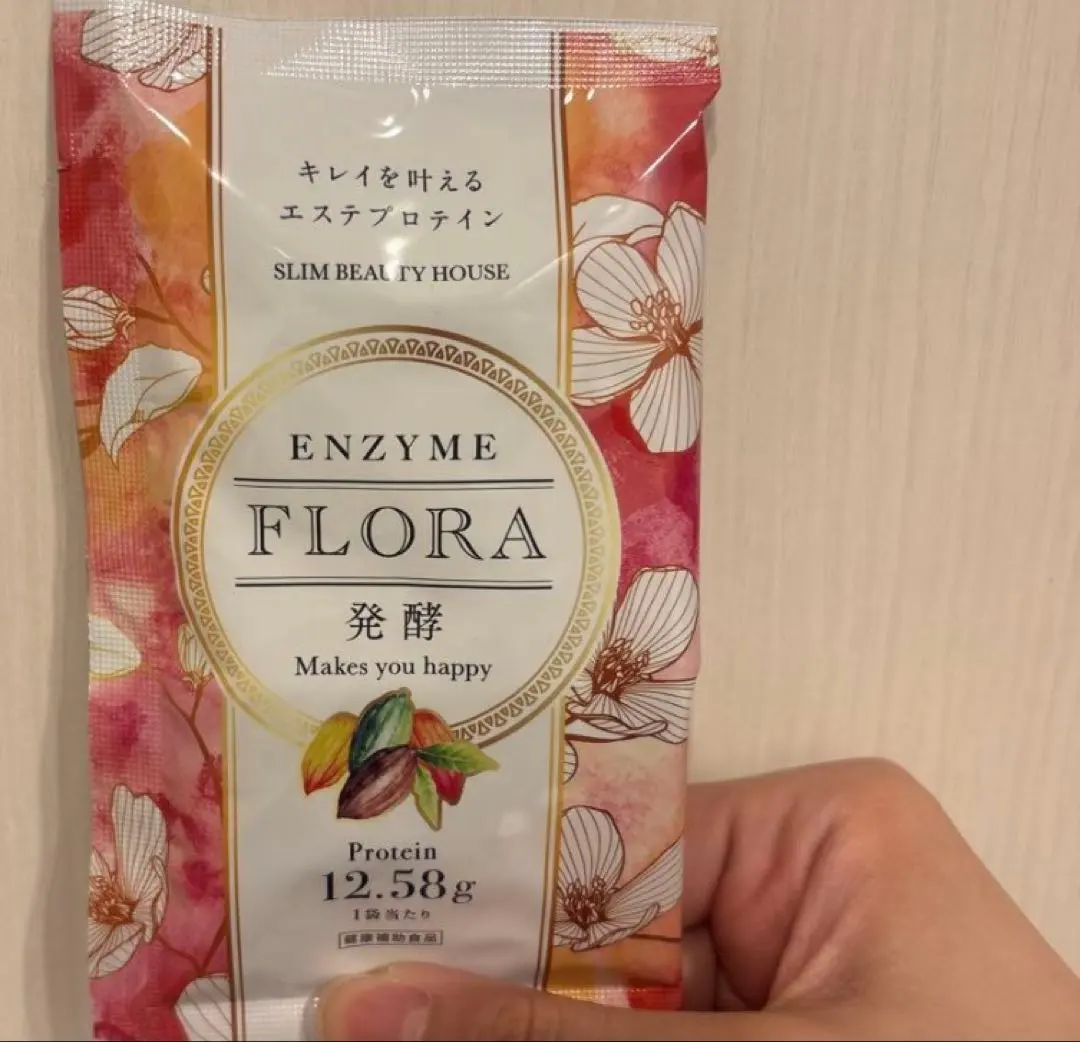 キレイを叶える
エステプロテイン
SLIM BEAUTY HOUSE
ENZYME
FLORA
発酵
Makes you happy
Protein
12.58g
1袋当たり
健康補助食品